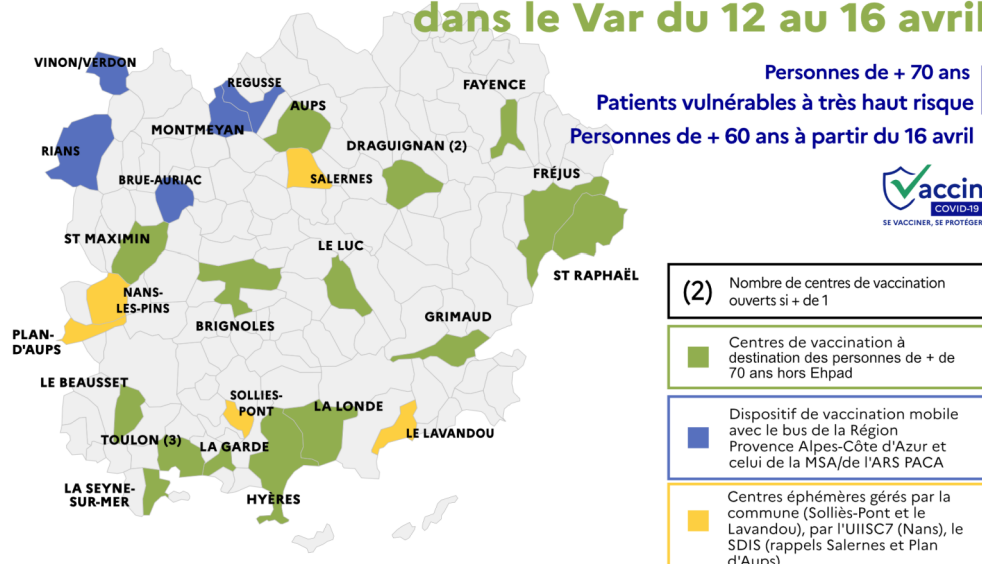 dans le Var du 12 au 16 avril
Personnes de + 70 ans
Patients vulnérables à très haut risque
Personnes de + 60 ans à partir du 16 avril
VINON/VERDON
REGUSSE
FAYENCE
AUPS
MONTMEYAN
DRAGUIGNAN (2)
RIANS
BRUE-AURIAC
SALERNES
FRÉJUS
ST MAXIMIN
LE LUC
ST RAPHAËL
NANS-
LES-PINS
BRIGNOLES
GRIMAUD
PLAN-
D'AUPS
LE BEAUSSET
SOLLIES-
PONT
LA LONDE
TOULON (3)
LA GARDE
LE LAVANDOU
LA SEYNE-
SUR-MER
HYÈRES
accin
COVID-19
SE VACCINER, SE PROTÉGER
(2)
Nombre de centres de vaccination
ouverts si + de 1
Centres de vaccination à
destination des personnes de + de
70 ans hors Ehpad
Dispositif de vaccination mobile
avec le bus de la Région
Provence Alpes-Côte d'Azur et
celui de la MSA/de l'ARS PACA
Centres éphémères gérés par la
commune (Solliès-Pont et le
Lavandou), par l'UIISC7 (Nans), le
SDIS (rappels Salernes et Plan
d'Aups)